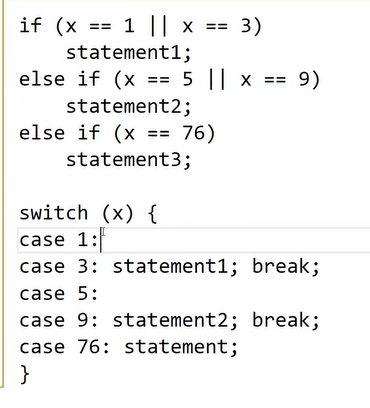 if (x == 1 || x == 3)
    statement1;
else if (x == 5 || x == 9)
    statement2;
else if (x == 76)
    statement3;

switch (x) {
case 1:
case 3: statement1; break;
case 5:
case 9: statement2; break;
case 76: statement;
}